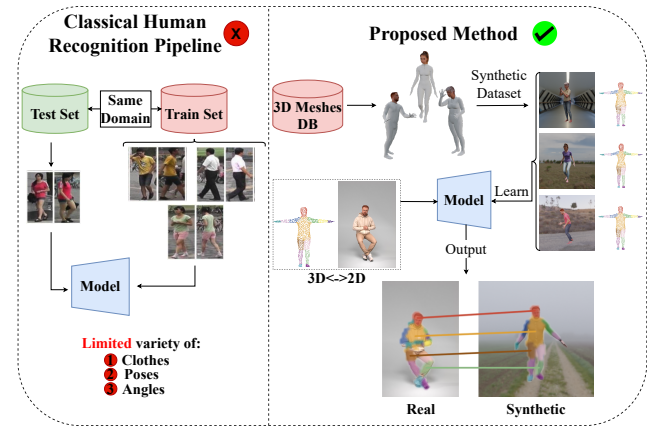 Classical Human
Recognition Pipeline
X
Test Set
Same
Domain
Train Set
Model
Limited variety of:
1 Clothes
2 Poses
3 Angles
Proposed Method
3D Meshes
DB
Synthetic
Dataset
Learn
Model
3D<->2D
Output
Real
Synthetic